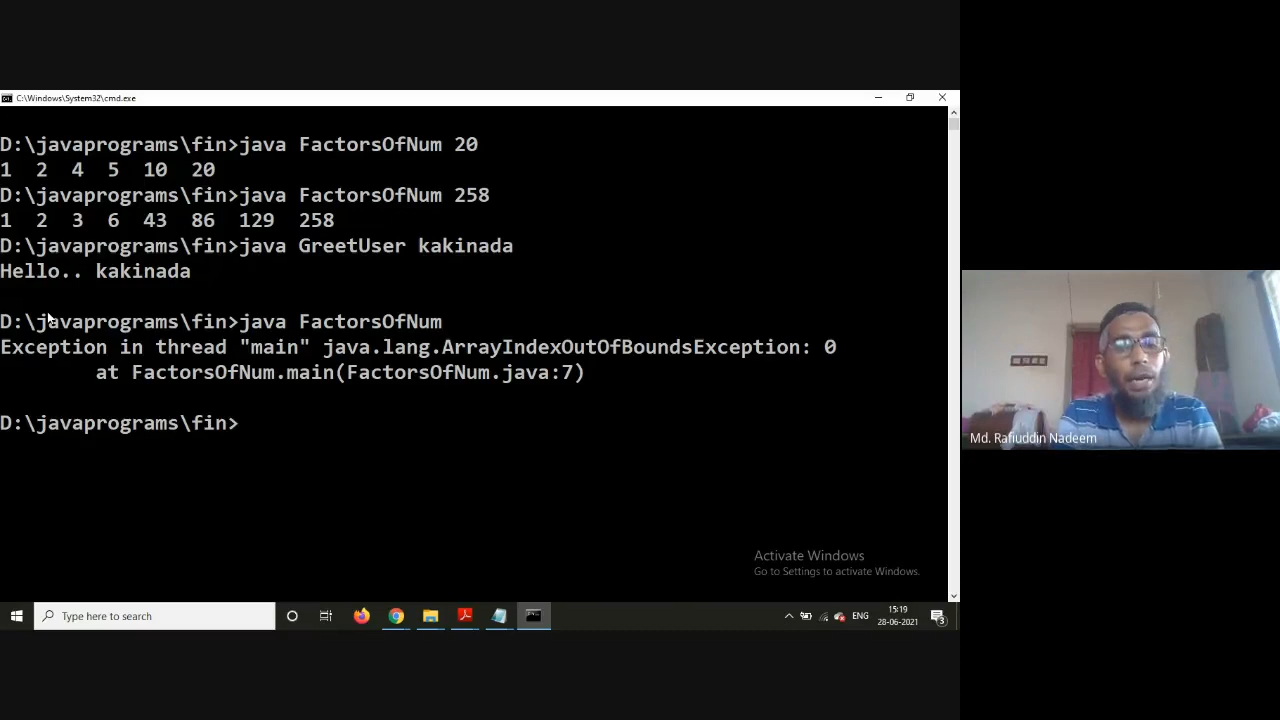 C:\Windows\System32\cmd.exe
D:\javaprograms\fin>java FactorsOfNum 20
1 2 4 5 10 20
D:\javaprograms\fin>java FactorsOfNum 258
1 2 3 6 43 86 129 258
D:\javaprograms\fin>java GreetUser kakinada
Hello.. kakinada
D:\javaprograms\fin>java FactorsOfNum
Exception in thread "main" java.lang.ArrayIndexOutOfBoundsException: 0
at FactorsOfNum.main(FactorsOfNum.java:7)
D:\javaprograms\fin>
Md. Rafiuddin Nadeem
Activate Windows
Go to Settings to activate Windows.
Type here to search
ENG
15:19
28-06-2021
3